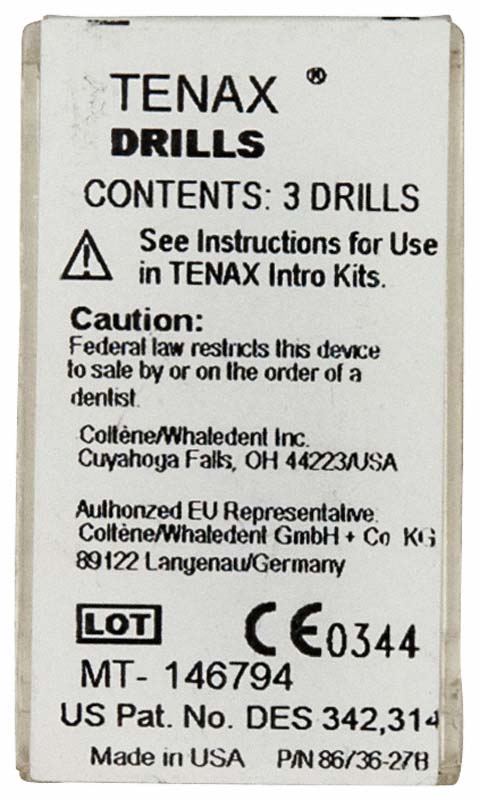 TENAX ®
DRILLS
CONTENTS: 3 DRILLS
See Instructions for Use
in TENAX Intro Kits.
Caution:
Federal law restricts this device
to sale by or on the order of a
dentist.
Coltène/Whaledent Inc.
Cuyahoga Falls, OH 44223/USA
Authorized EU Representative:
Coltène/Whaledent GmbH + Co. KG
89122 Langenau/Germany
LOT
CE0344
MT- 146794
US Pat. No. DES 342,314
Made in USA P/N 86736-27B